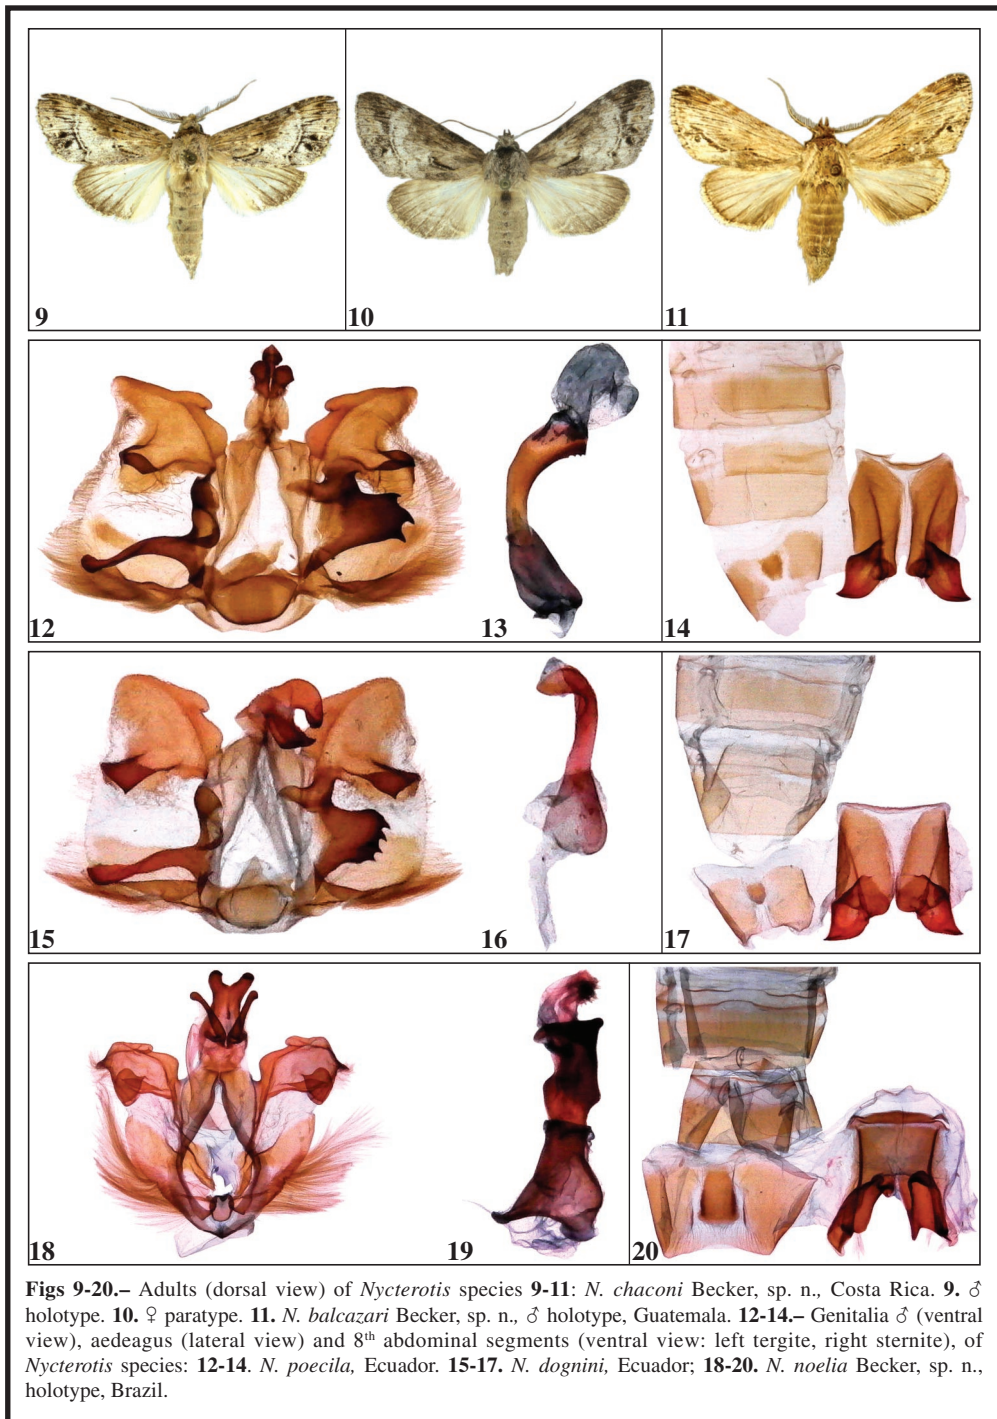 9
10
11
12
13
14
15
16
17
18
19
20
Figs 9-20.– Adults (dorsal view) of Nycterotis species 9-11: N. chaconi Becker, sp. n., Costa Rica. 9. ♂
holotype. 10. ♀ paratype. 11. N. balcazari Becker, sp. n., ♂ holotype, Guatemala. 12-14.– Genitalia ♂ (ventral
view), aedeagus (lateral view) and 8th abdominal segments (ventral view: left tergite, right sternite), of
Nycterotis species: 12-14. N. poecila, Ecuador. 15-17. N. dognini, Ecuador; 18-20. N. noelia Becker, sp. n.,
holotype, Brazil.